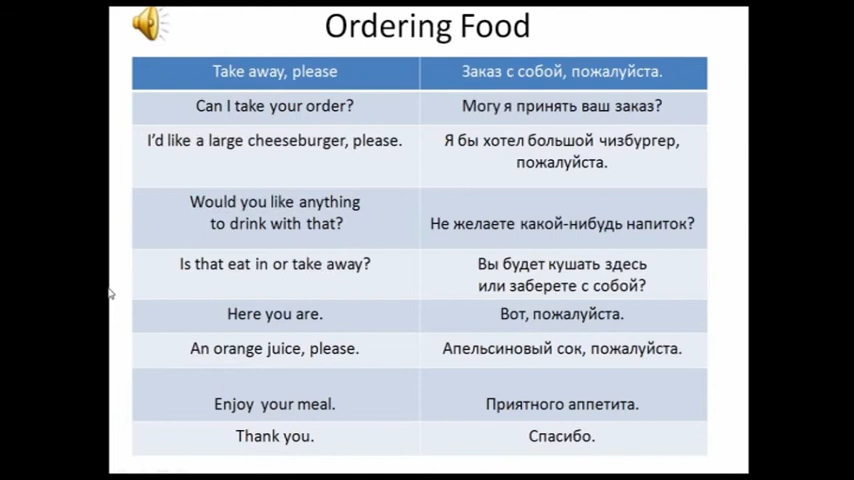 Ordering Food
Take away, please
Заказ с собой, пожалуйста.
Can I take your order?
Могу я принять ваш заказ?
I'd like a large cheeseburger, please.
Я бы хотел большой чизбургер,
пожалуйста.
Would you like anything
to drink with that?
Не желаете какой-нибудь напиток?
Is that eat in or take away?
Вы будет кушать здесь
или заберете с собой?
Here you are.
Вот, пожалуйста.
An orange juice, please.
Апельсиновый сок, пожалуйста.
Enjoy your meal.
Приятного аппетита.
Thank you.
Спасибо.